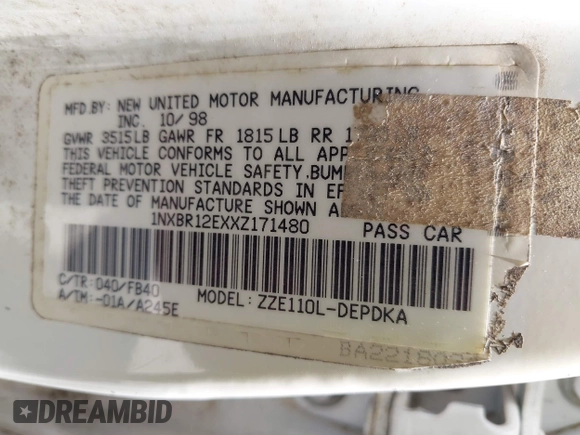 MFD.BY: NEW UNITED MOTOR MANUFACTURING
INC. 10/98
GVWR 3515LB GAWR FR 1815LB RR
THIS VEHICLE CONFORMS TO ALL
FEDERAL MOTOR VEHICLE SAFETY,
THEFT PREVENTION STANDARDS IN
THE DATE OF MANUFACTURE SHOWN
1NXBR12EXXZ171480 PASS CAR
C/TR: 040/FB40
A/TM: -01A/A245E MODEL: ZZE110L-DEPDKA
DREAMBID